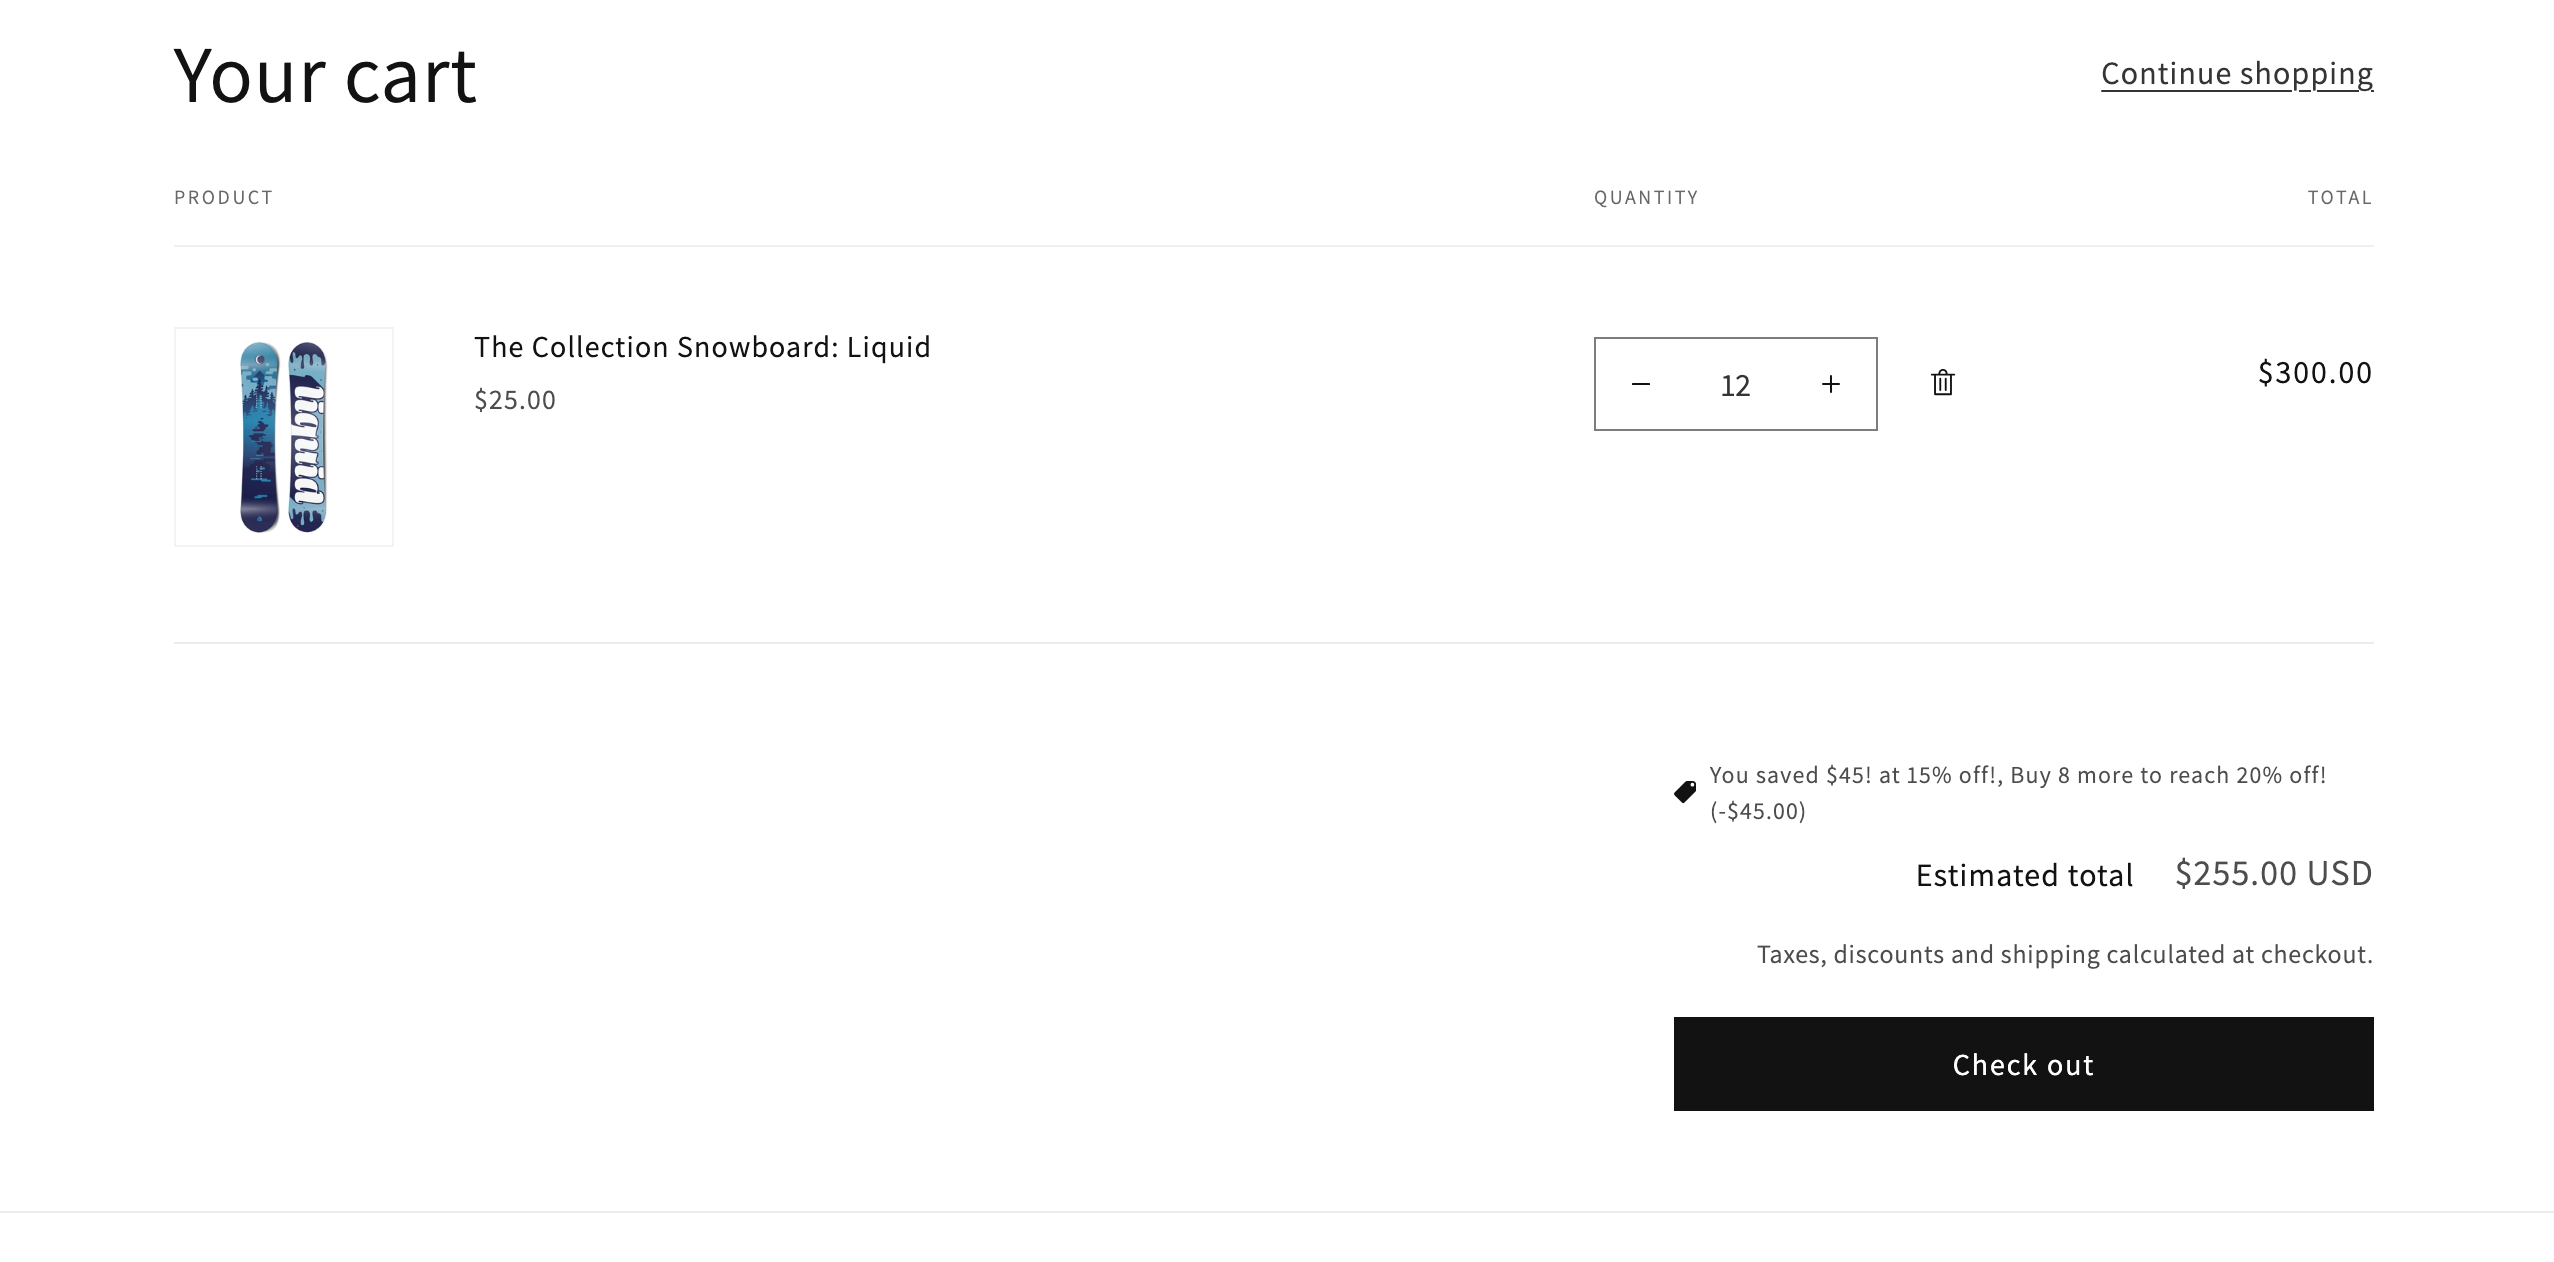 Your cart
Continue shopping
PRODUCT
QUANTITY
TOTAL
The Collection Snowboard: Liquid
$25.00
liquid
12
$300.00
You saved $45! at 15% off!, Buy 8 more to reach 20% off!
(-$45.00)
Estimated total $255.00 USD
Taxes, discounts and shipping calculated at checkout.
Check out